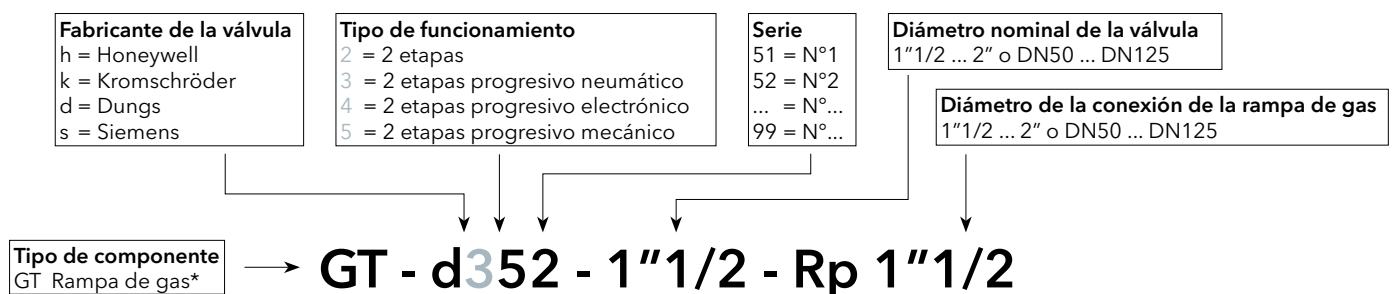 Fabricante de la válvula
h = Honeywell
k = Kromschröder
d = Dungs
s = Siemens
Tipo de funcionamiento
2 = 2 etapas
3 = 2 etapas progresivo neumático
4 = 2 etapas progresivo electrónico
5 = 2 etapas progresivo mecánico
Serie
51 = N°1
52 = N°2
... = N°...
99 = N°...
Diámetro nominal de la válvula
1"1/2 ... 2" o DN50 ... DN125
Diámetro de la conexión de la rampa de gas
1"1/2 ... 2" o DN50 ... DN125
Tipo de componente
GT Rampa de gas*
GT - d352 - 1"1/2 - Rp 1"1/2